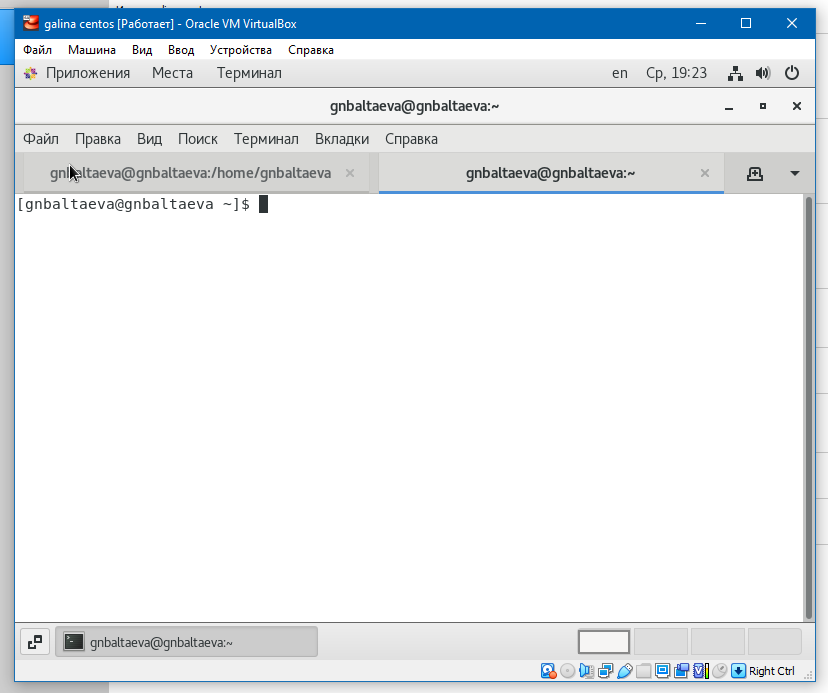 galina centos [Работает] - Oracle VM VirtualBox
Файл Машина Вид Ввод Устройства Справка
Приложения Места Терминал en Ср, 19:23
gnbaltaeva@gnbaltaeva:~
Файл Правка Вид Поиск Терминал Вкладки Справка
gnbaltaeva@gnbaltaeva:/home/gnbaltaeva gnbaltaeva@gnbaltaeva:~
[gnbaltaeva@gnbaltaeva ~]$
gnbaltaeva@gnbaltaeva:~
Right Ctrl